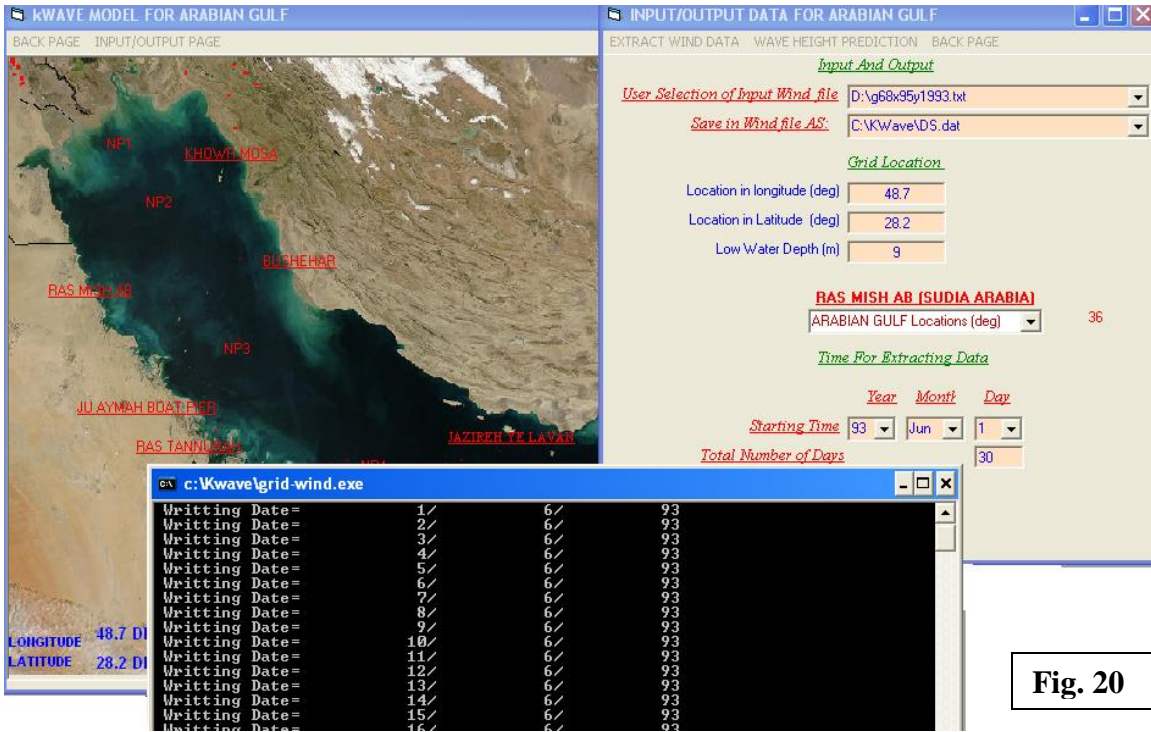 kWAVE MODEL FOR ARABIAN GULF
BACK PAGE INPUT/OUTPUT PAGE
NP1
KHOWR MOSA
NP2
BUSHEHAR
RAS MISH AB
NP3
JU AYMAH BOAT PIER
RAS TANNURAH
JAZIREH YE LAVAN
LONGITUDE 48.7
LATITUDE 28.2
INPUT/OUTPUT DATA FOR ARABIAN GULF
EXTRACT WIND DATA WAVE HEIGHT PREDICTION BACK PAGE
Input And Output
User Selection of Input Wind file D:\g68x95y1993.txt
Save in Wind file AS: C:\KWave\DS.dat
Grid Location
Location in longitude (deg) 48.7
Location in Latitude (deg) 28.2
Low Water Depth (m) 9
RAS MISH AB (SUDIA ARABIA)
ARABIAN GULF Locations (deg) 36
Time For Extracting Data
Year Month Day
Starting Time 93 Jun 1
Total Number of Days 30
c:\Kwave\grid-wind.exe
Writting Date= 1/ 6/ 93
Writting Date= 2/ 6/ 93
Writting Date= 3/ 6/ 93
Writting Date= 4/ 6/ 93
Writting Date= 5/ 6/ 93
Writting Date= 6/ 6/ 93
Writting Date= 7/ 6/ 93
Writting Date= 8/ 6/ 93
Writting Date= 9/ 6/ 93
Writting Date= 10/ 6/ 93
Writting Date= 11/ 6/ 93
Writting Date= 12/ 6/ 93
Writting Date= 13/ 6/ 93
Writting Date= 14/ 6/ 93
Writting Date= 15/ 6/ 93
Writting Date= 16/ 6/ 93
Fig. 20